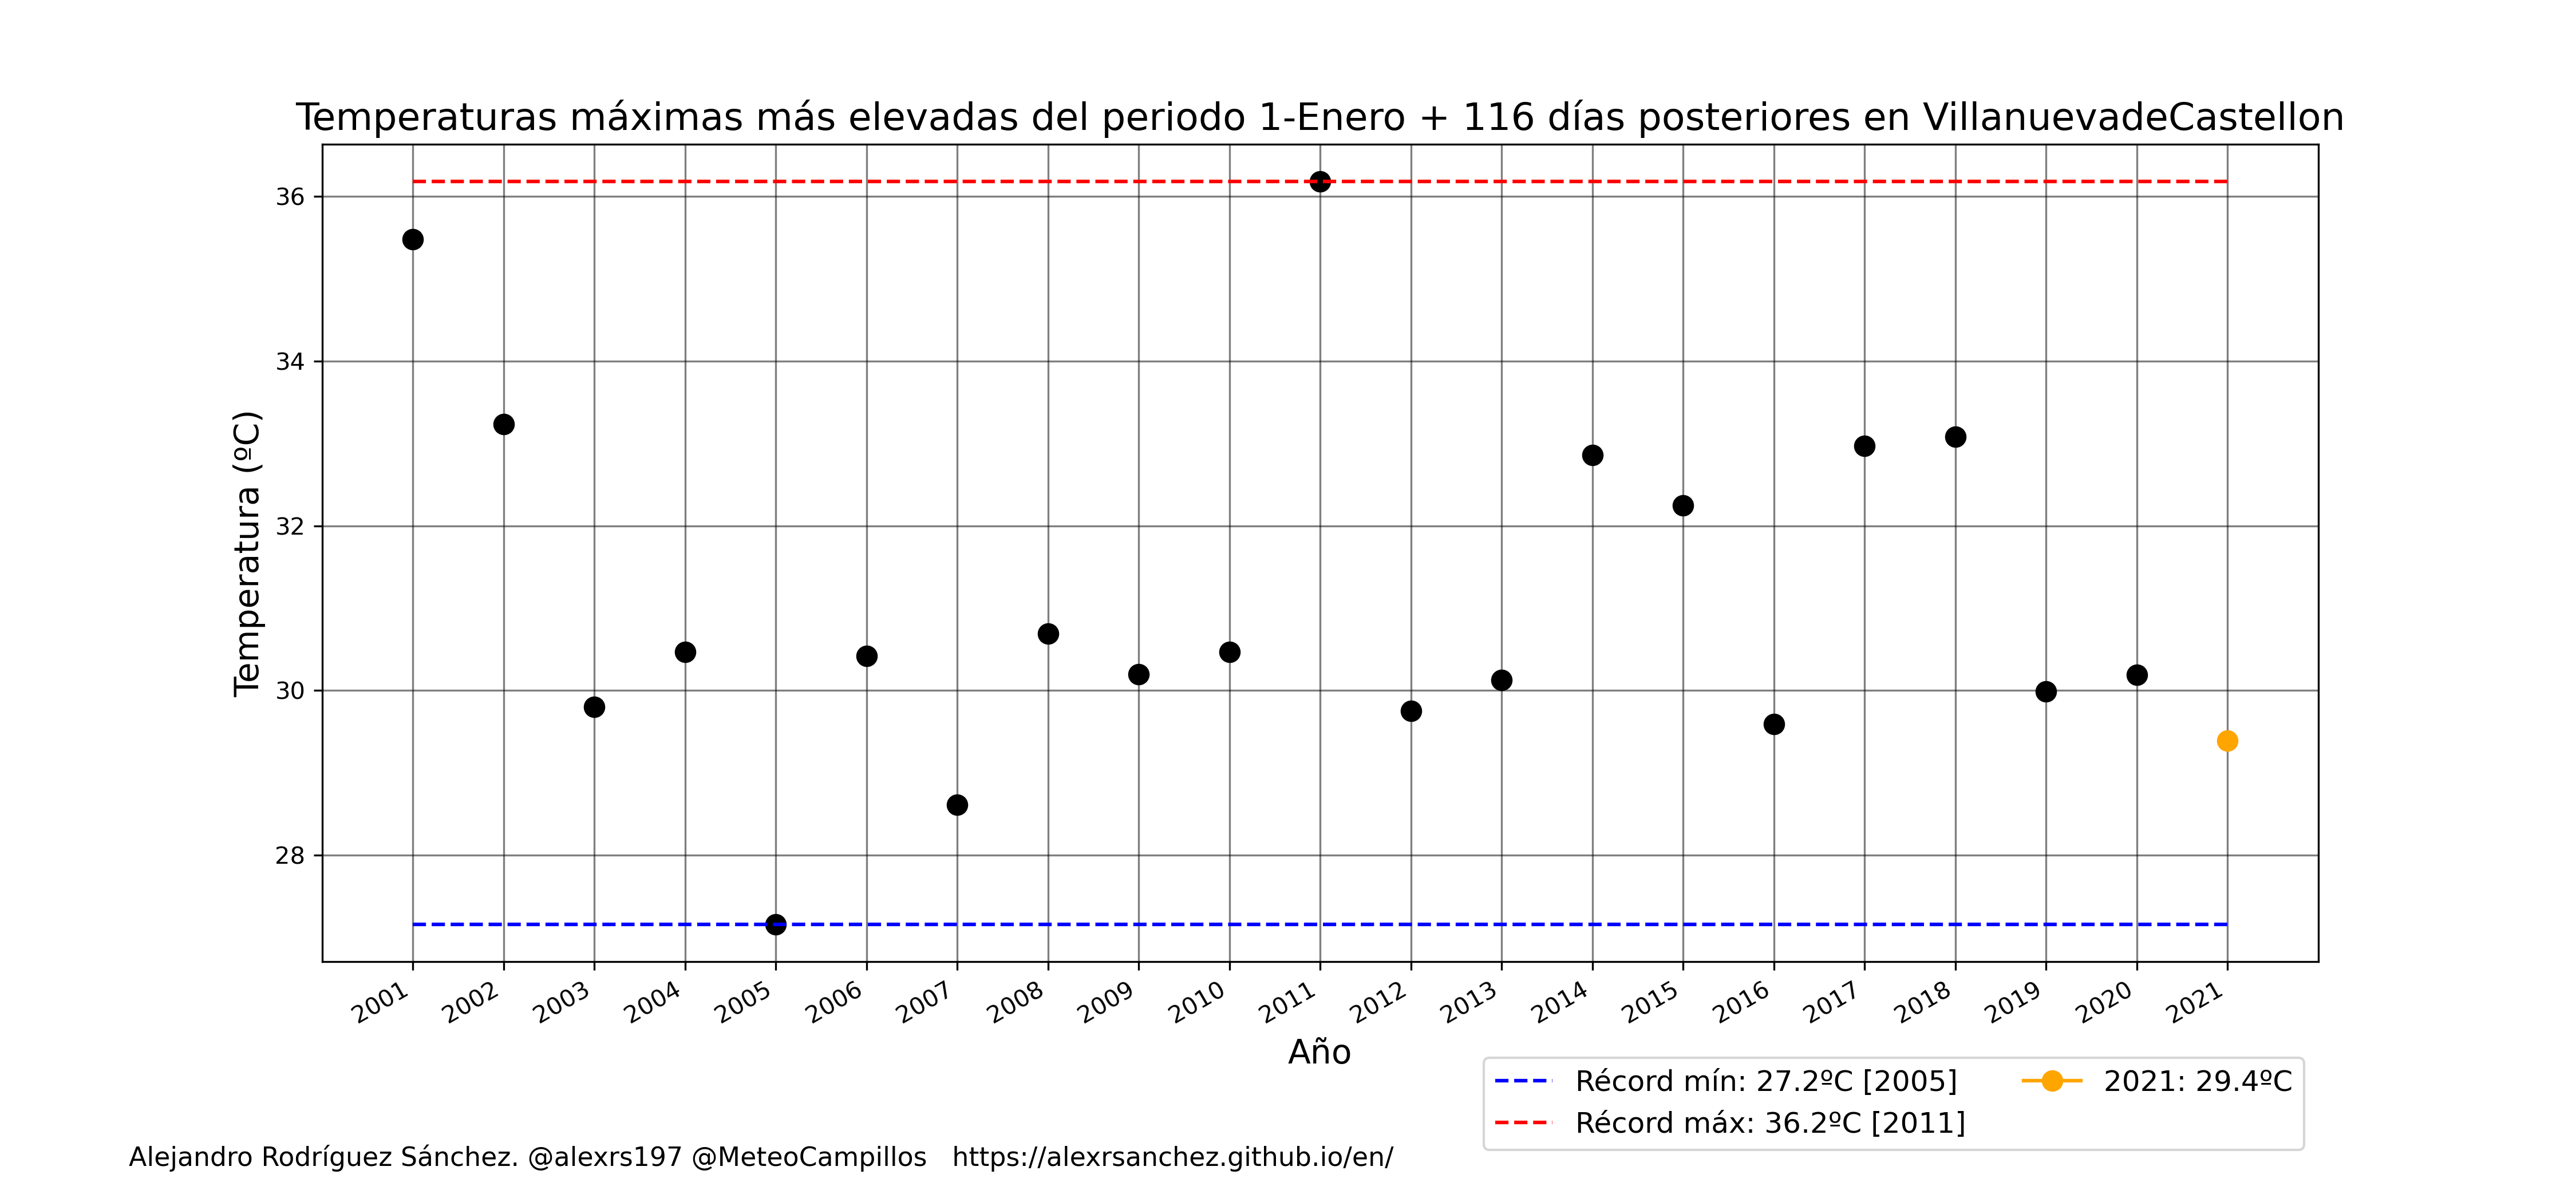 Temperaturas máximas más elevadas del periodo 1-Enero + 116 días posteriores en VillanuevadeCastellon
Temperatura (ºC)
36
34
32
30
28
2001 2002 2003 2004 2005 2006 2007 2008 2009 2010 2011 2012 2013 2014 2015 2016 2017 2018 2019 2020 2021
Año
Récord mín: 27.2ºC [2005]
Récord máx: 36.2ºC [2011]
2021: 29.4ºC
Alejandro Rodríguez Sánchez. @alexrs197 @MeteoCampillos https://alexrsanchez.github.io/en/